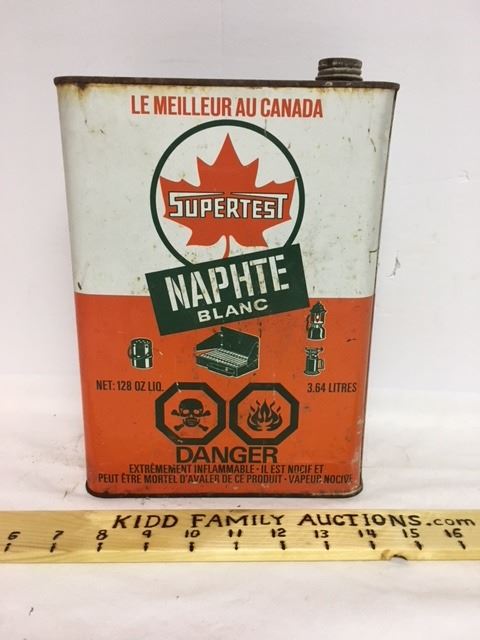 LE MEILLEUR AU CANADA
SUPERTEST
NAPHTE
BLANC
NET: 128 OZ LIQ. 3.64 LITRES
DANGER
EXTRÊMEMENT INFLAMMABLE · IL EST NOCIF ET
PEUT ÊTRE MORTEL D'AVALER DE CE PRODUIT · VAPEUR NOCIVE
KIDD FAMILY AUCTIONS.com
6 7 8 9 10 11 12 13 14 15 16